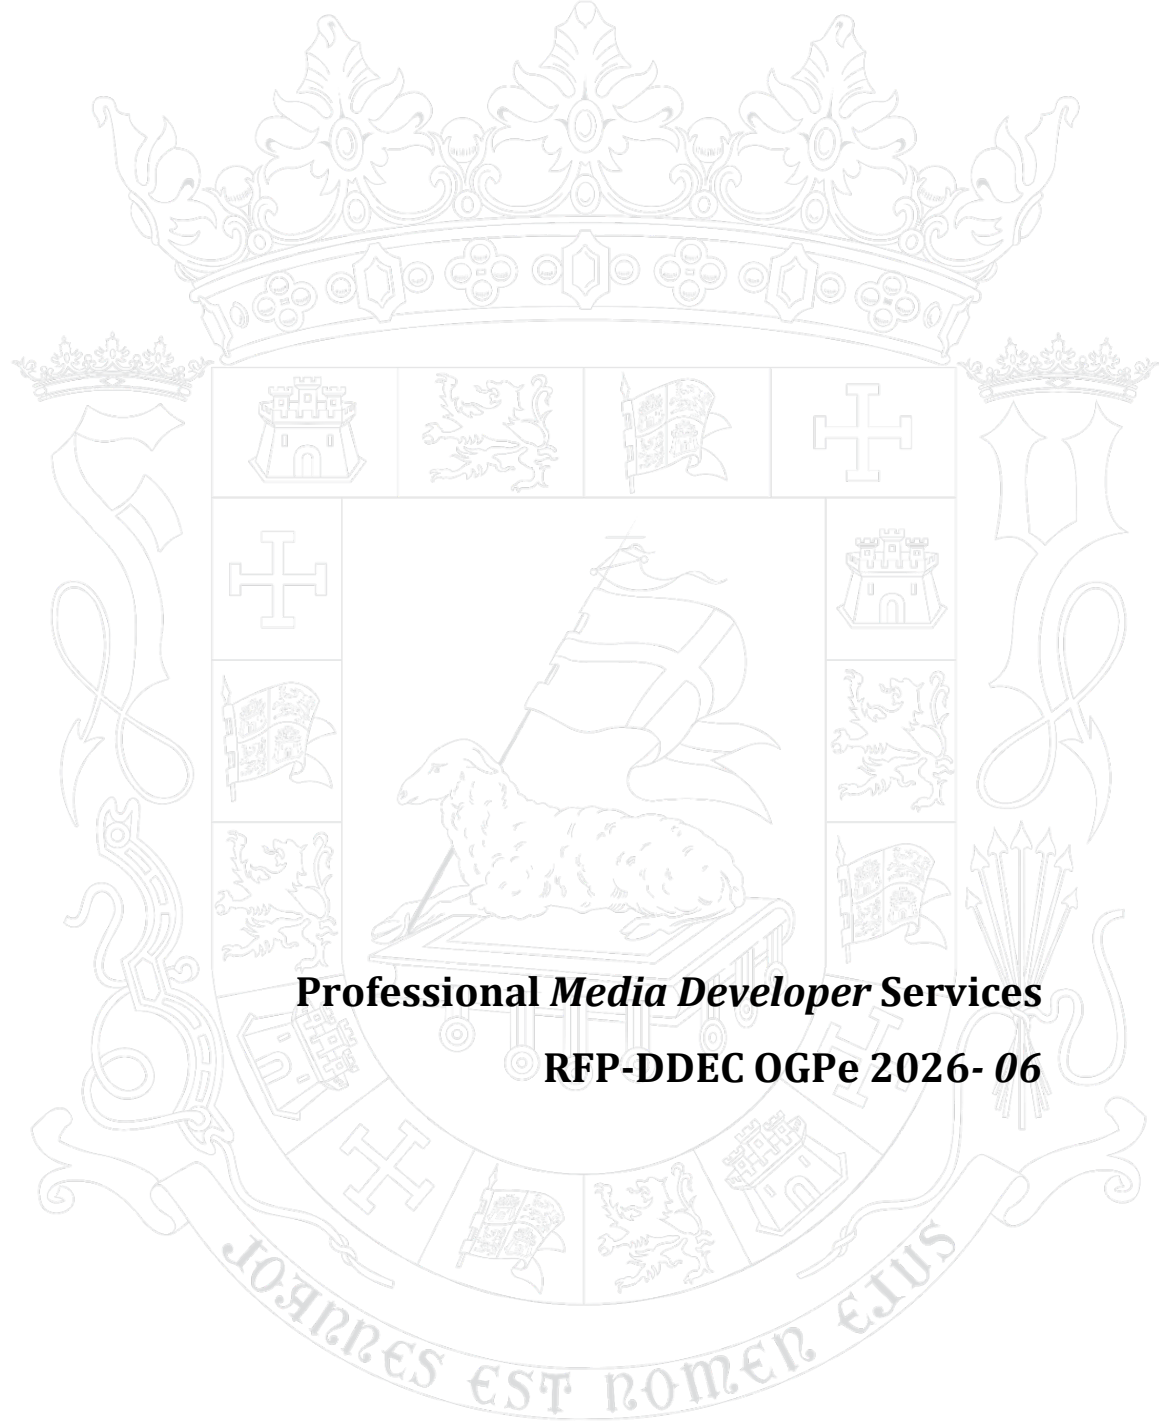 Professional Media Developer Services
RFP-DDEC OGPe 2026- 06
JOANNES EST NOMEN EJUS